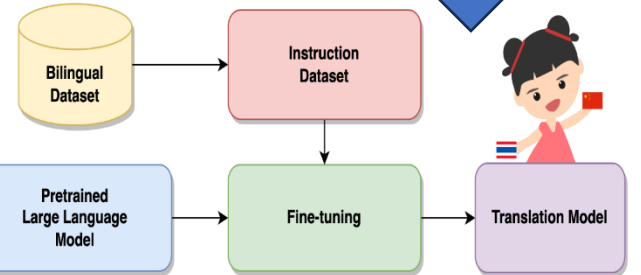 Bilingual
Dataset
Instruction
Dataset
Pretrained
Large Language
Model
Fine-tuning
Translation Model